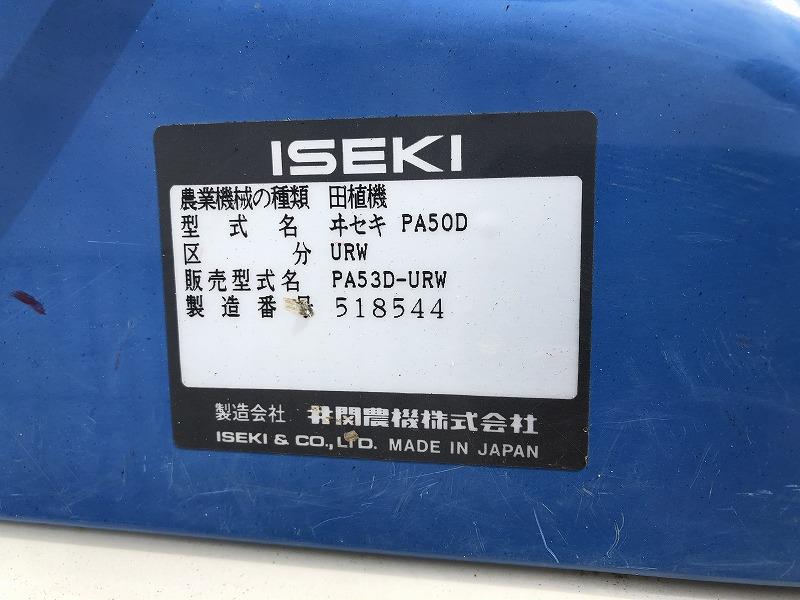 ISEKI
農業機械の種類 田植機
型式名 ヰセキ PA50D
区分 URW
販売型式名 PA53D-URW
製造番号 518544
製造会社 井関農機株式会社
ISEKI & CO., LTD. MADE IN JAPAN